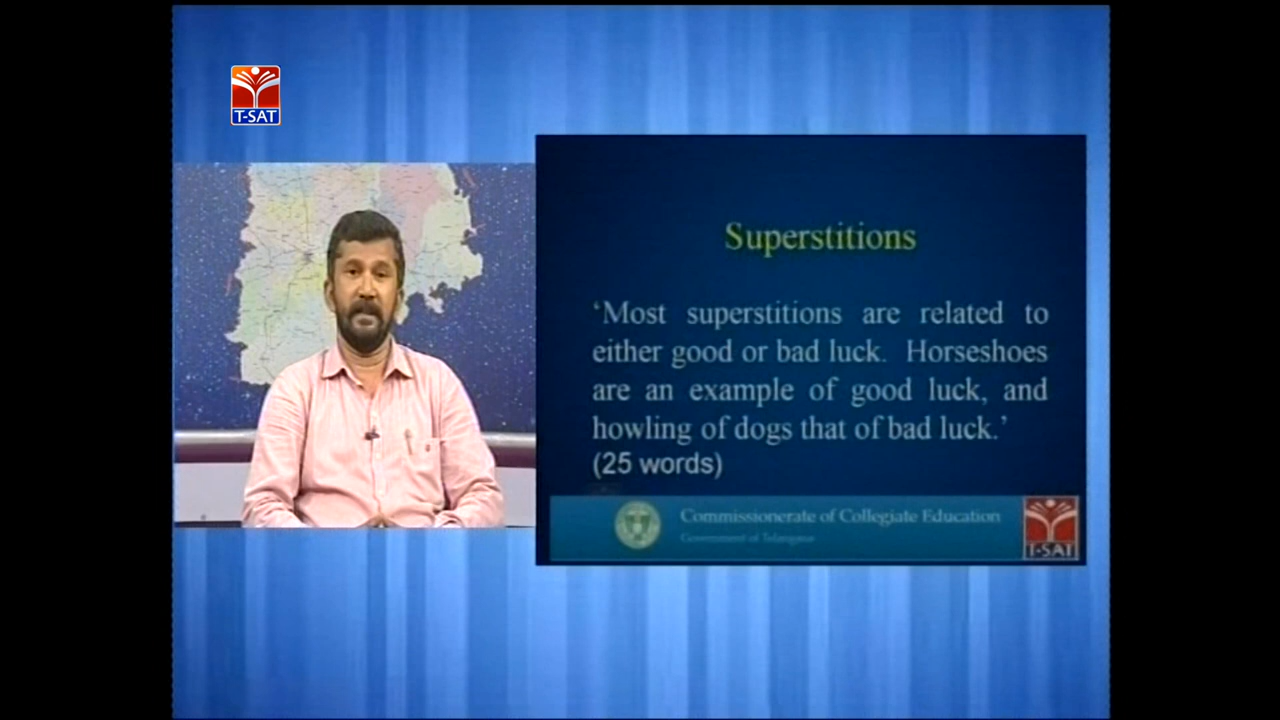 T-SAT
Superstitions
‘Most superstitions are related to
either good or bad luck. Horseshoes
are an example of good luck, and
howling of dogs that of bad luck.’
(25 words)
Commissionerate of Collegiate Education
Government of Telangana
T-SAT